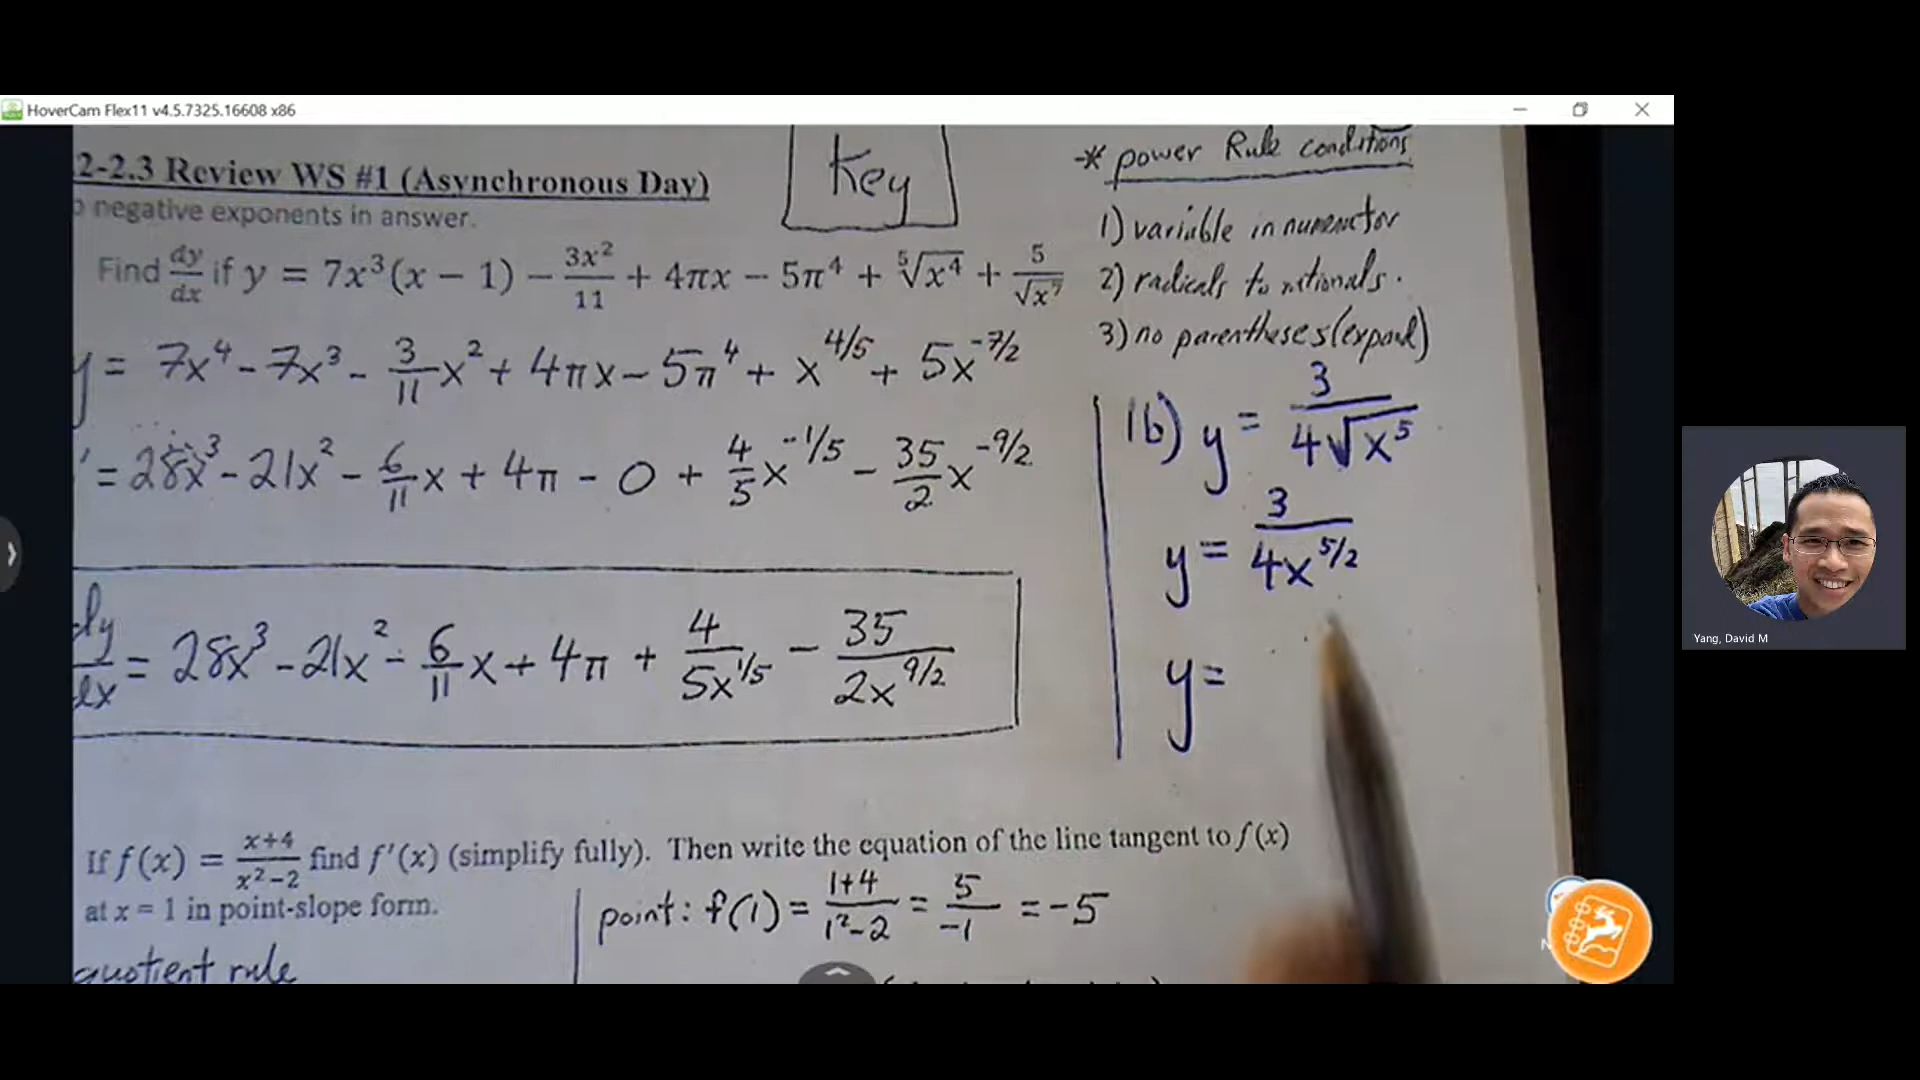 HoverCam Flex11 v4.5.7325.16608 x86
2-2.3 Review WS #1 (Asynchronous Day)
Key
negative exponents in answer.
Find dy/dx if y = 7x³(x − 1) − 3x²/11 + 4πx − 5π⁴ + ⁵√x⁴ + 5/√x⁷
y = 7x⁴ - 7x³ - 3/11 x² + 4πx - 5π⁴ + x^4/5 + 5x^-7/2
' = 28x³ - 21x² - 6/11 x + 4π - 0 + 4/5 x^-1/5 - 35/2 x^-9/2
dy/dx = 28x³ - 21x² - 6/11 x + 4π + 4/5x^1/5 - 35/2x^9/2
* power Rule conditions
1) variable in numerator
2) radicals to rationals.
3) no parentheses (expand)
1b) y = 3/4√x⁵
y = 3/4x^5/2
y =
If f(x) = x+4/x²−2 find f′(x) (simplify fully). Then write the equation of the line tangent to f(x)
at x = 1 in point-slope form.
point: f(1) = 1+4/1²-2 = 5/-1 = -5
quotient rule
Yang, David M